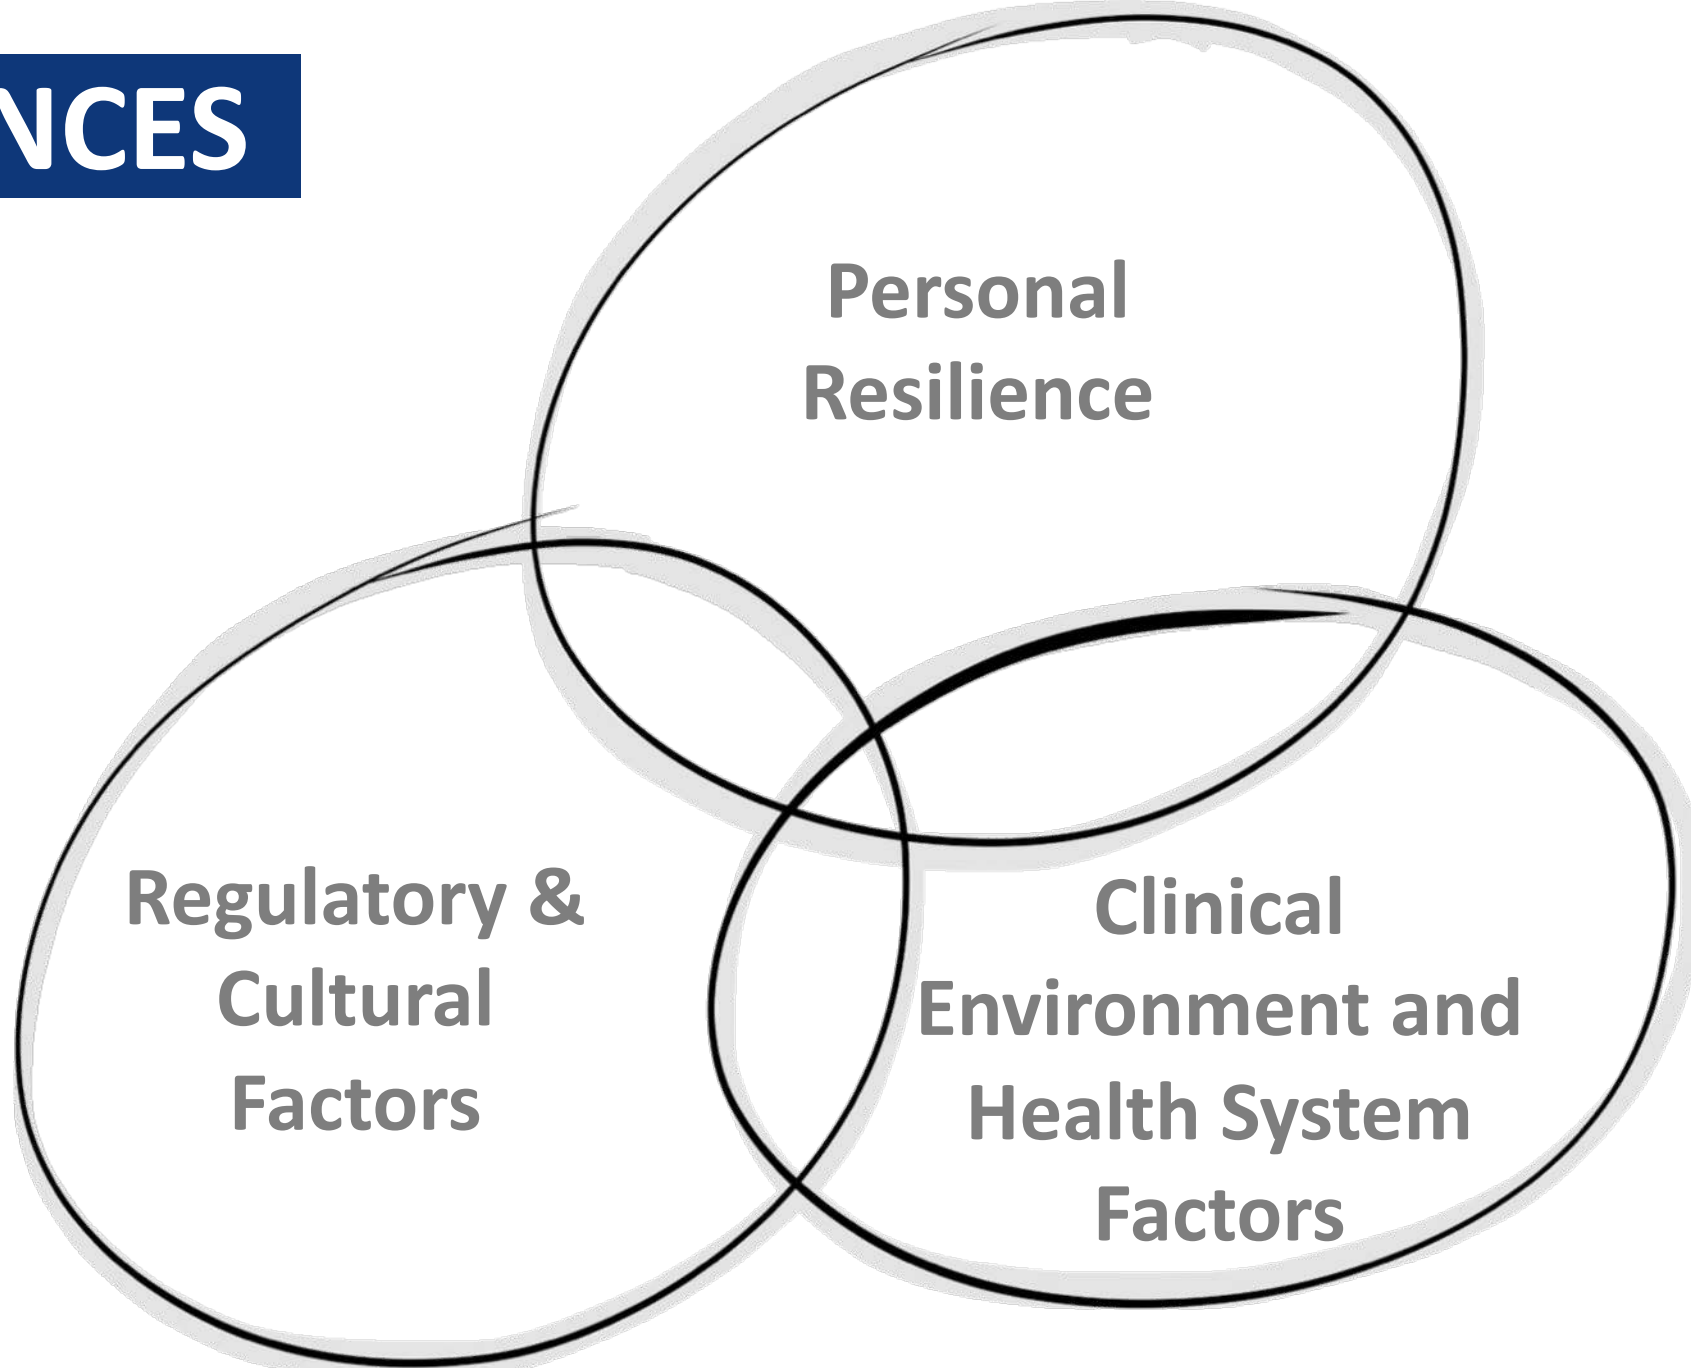 NCES
Personal
Resilience
Regulatory &
Cultural
Factors
Clinical
Environment and
Health System
Factors